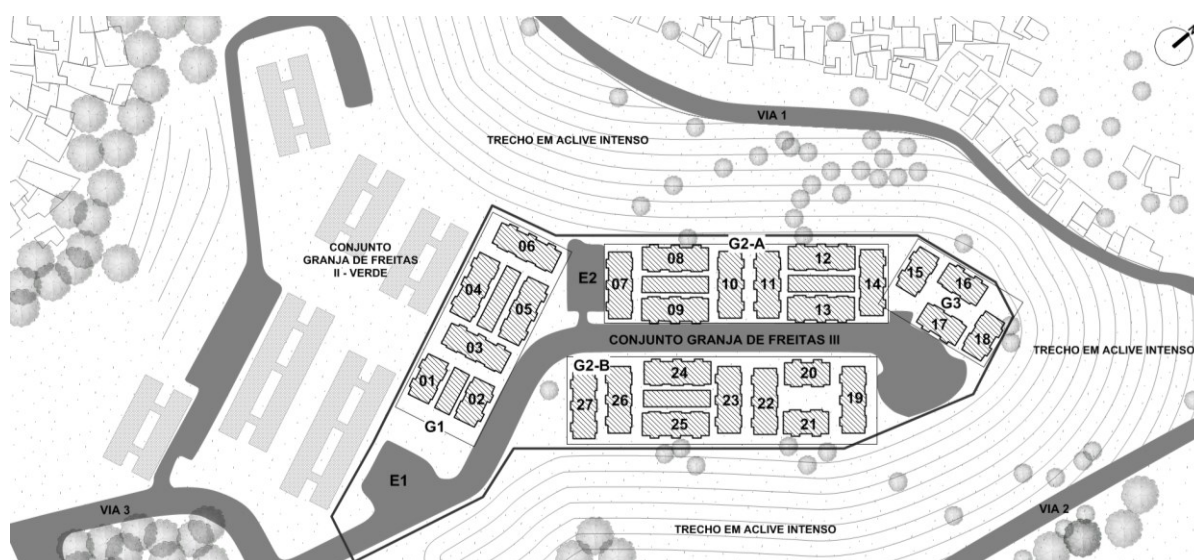 VIA 1
TRECHO EM ACLIVE INTENSO
CONJUNTO
GRANJA DE FREITAS
II - VERDE
06
04
05
03
01
02
G1
E1
E2
G2-A
07
08
09
10
11
12
13
14
15
16
G3
17
18
CONJUNTO GRANJA DE FREITAS III
TRECHO EM ACLIVE INTENSO
G2-B
27
26
24
25
23
22
20
21
19
VIA 3
VIA 2
TRECHO EM ACLIVE INTENSO